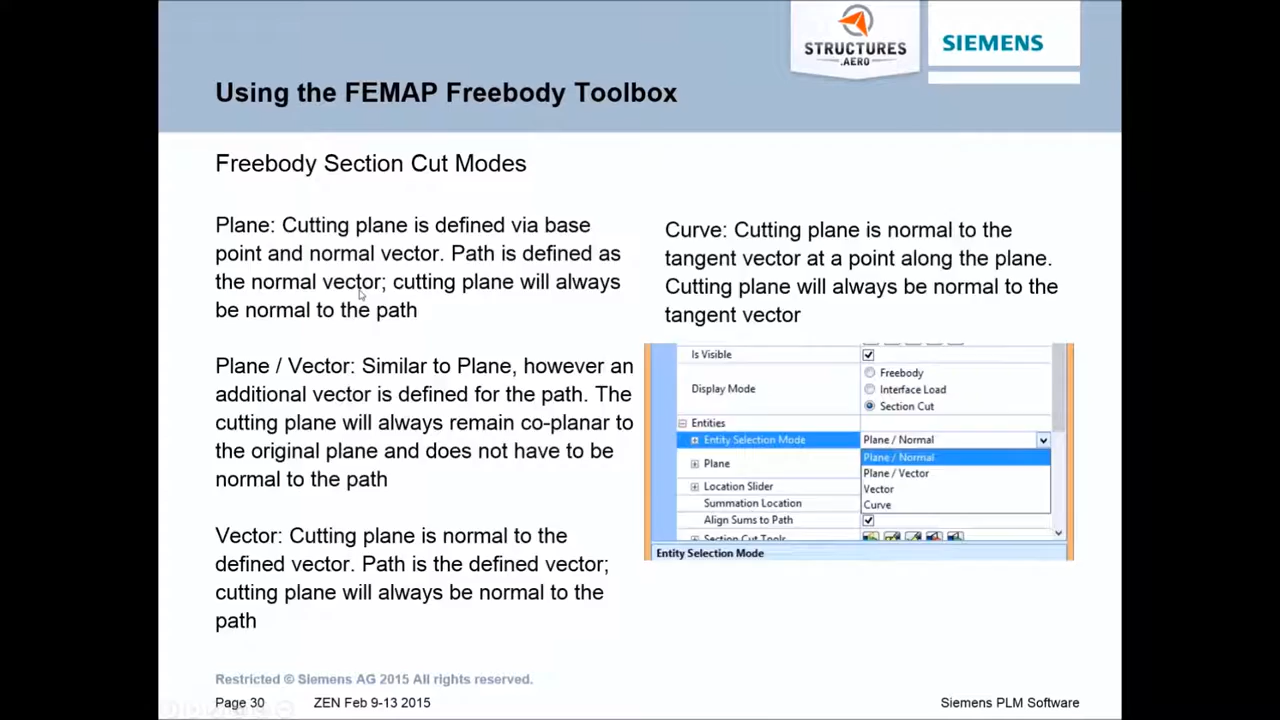 STRUCTURES
.AERO
SIEMENS
Using the FEMAP Freebody Toolbox
Freebody Section Cut Modes
Plane: Cutting plane is defined via base
point and normal vector. Path is defined as
the normal vector; cutting plane will always
be normal to the path
Plane / Vector: Similar to Plane, however an
additional vector is defined for the path. The
cutting plane will always remain co-planar to
the original plane and does not have to be
normal to the path
Vector: Cutting plane is normal to the
defined vector. Path is the defined vector;
cutting plane will always be normal to the
path
Curve: Cutting plane is normal to the
tangent vector at a point along the plane.
Cutting plane will always be normal to the
tangent vector
Is Visible
Display Mode
Freebody
Interface Load
Section Cut
Entities
Entity Selection Mode
Plane / Normal
Plane / Normal
Plane
Plane / Vector
Location Slider
Vector
Summation Location
Curve
Align Sums to Path
Section Cut Tools
Entity Selection Mode
Restricted © Siemens AG 2015 All rights reserved.
Page 30
ZEN Feb 9-13 2015
Siemens PLM Software